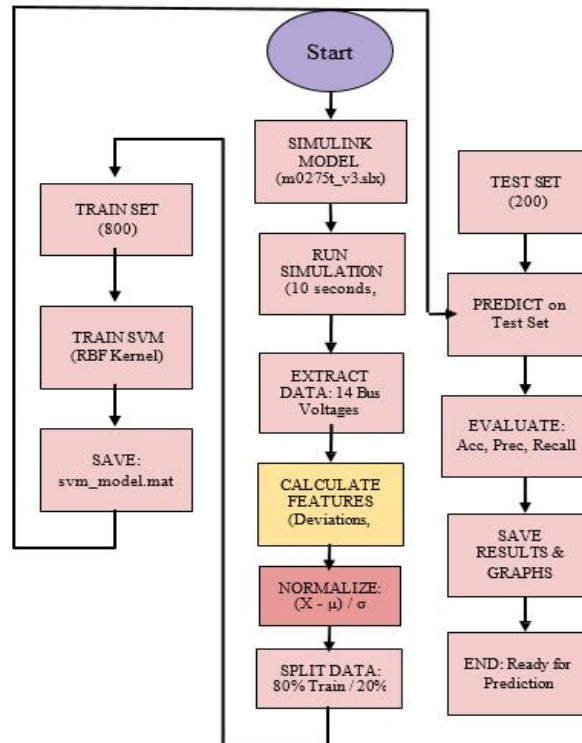 Start
SIMULINK
MODEL
(m0275t_v3.slx)
RUN
SIMULATION
(10 seconds,
EXTRACT
DATA: 14 Bus
Voltages
CALCULATE
FEATURES
(Deviations,
NORMALIZE:
(X - μ) / σ
SPLIT DATA:
80% Train / 20%
TRAIN SET
(800)
TRAIN SVM
(RBF Kernel)
SAVE:
svm_model.mat
TEST SET
(200)
PREDICT on
Test Set
EVALUATE:
Acc, Prec, Recall
SAVE
RESULTS &
GRAPHS
END: Ready for
Prediction